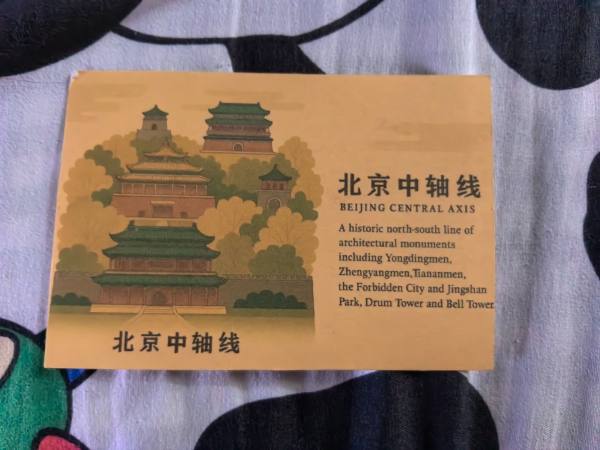 北京中轴线
北京中轴线
BEIJING CENTRAL AXIS
A historic north-south line of
architectural monuments
including Yongdingmen,
Zhengyangmen,Tiananmen,
the Forbidden City and Jingshan
Park, Drum Tower and Bell Tower